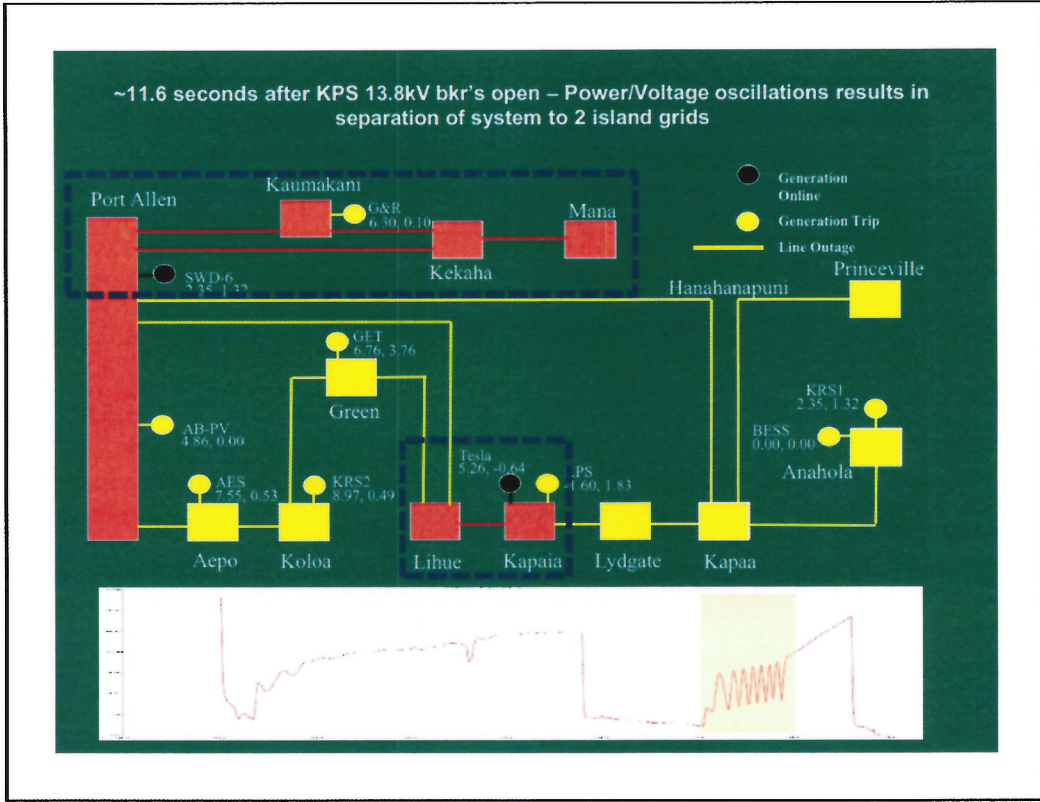 ~11.6 seconds after KPS 13.8kV bkr's open – Power/Voltage oscillations results in
separation of system to 2 island grids
Port Allen
Kaumakani
G&R
6.30, 0.10
Mana
Kekaha
SWD-6
2.35, 1.32
Generation
Online
Generation Trip
Line Outage
Princeville
Hanahanapuni
GET
6.76, 3.76
Green
KRS1
2.35, 1.32
BESS
0.00, 0.00
Anahola
AB-PV
4.86, 0.00
AES
7.55, 0.53
KRS2
8.97, 0.49
Tesla
5.26, -0.64
1.83
Aepo
Koloa
Lihue
Kapaia
Lydgate
Kapaa